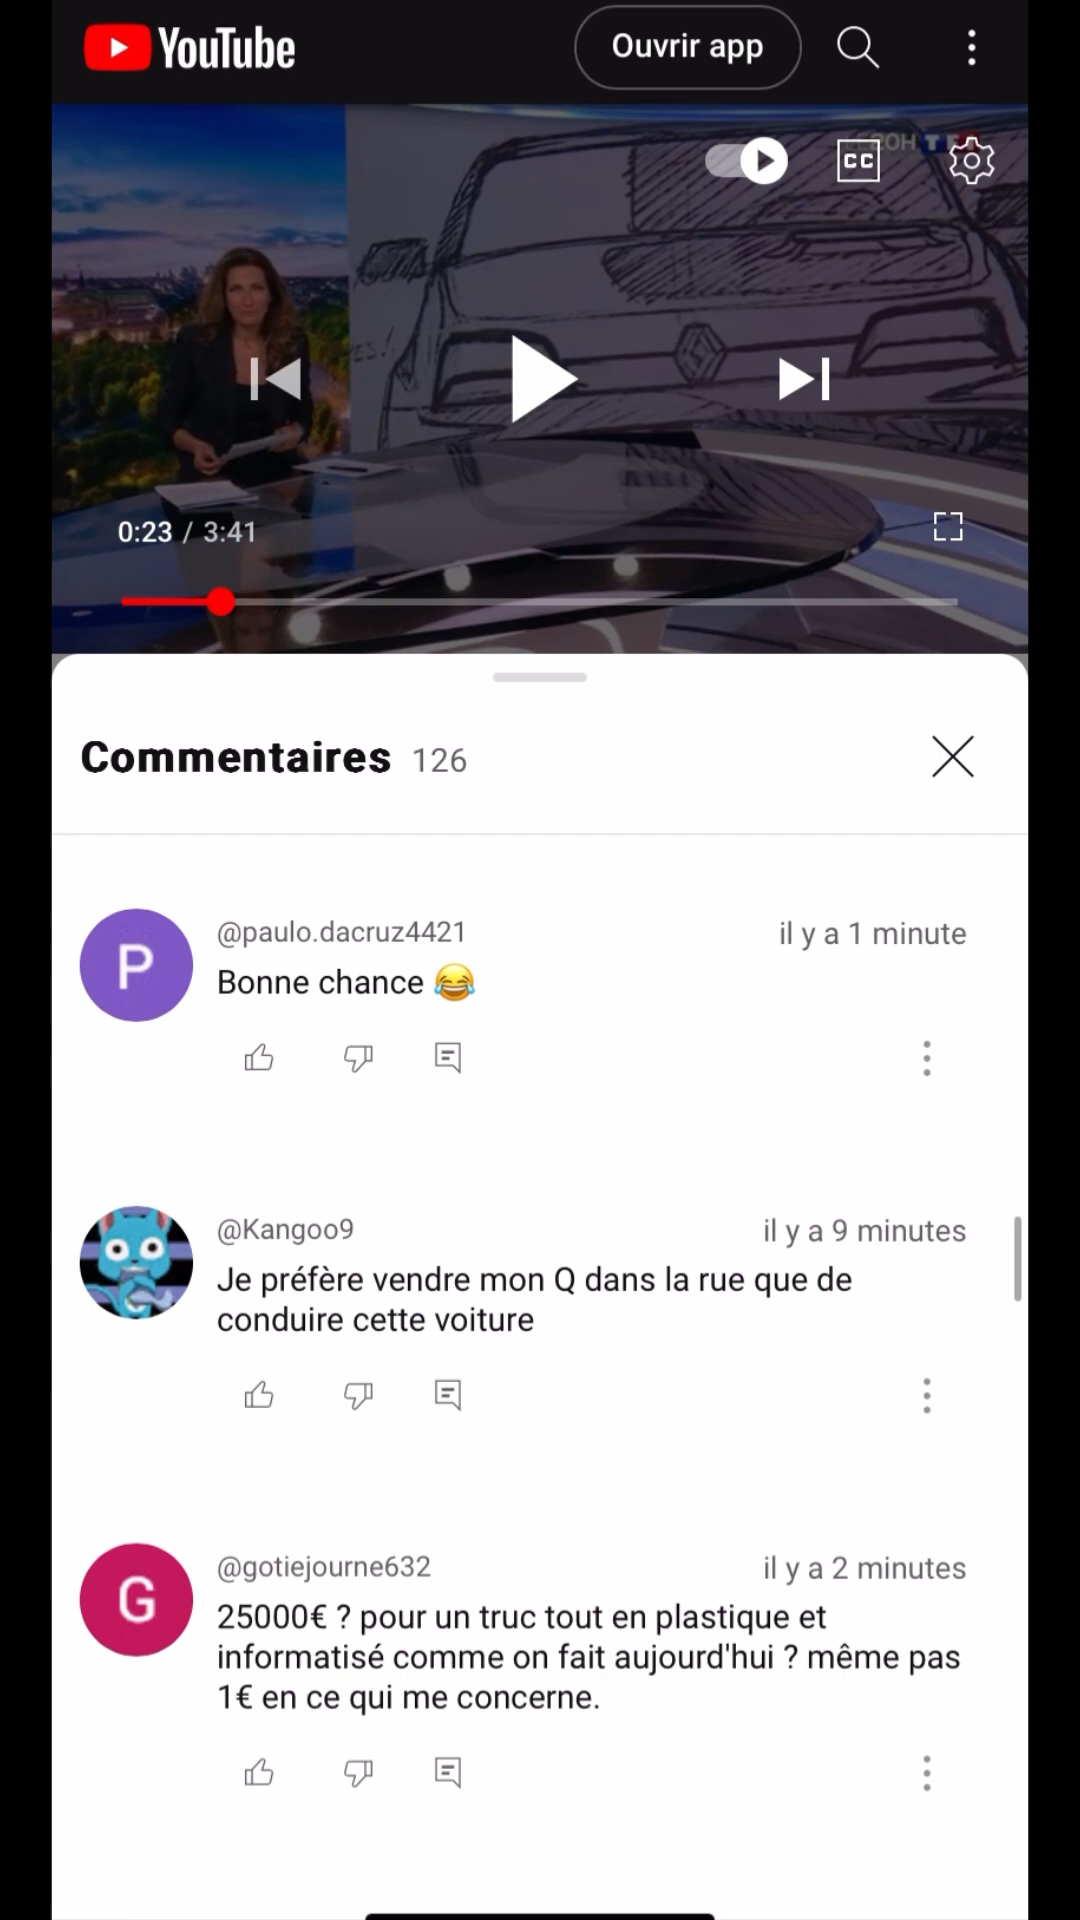 YouTube
Ouvrir app
LE20H TF1
CC
0:23 / 3:41
Commentaires 126
P
@paulo.dacruz4421
il y a 1 minute
Bonne chance 😂
@Kangoo9
il y a 9 minutes
Je préfère vendre mon Q dans la rue que de
conduire cette voiture
G
@gotiejourne632
il y a 2 minutes
25000€ ? pour un truc tout en plastique et
informatisé comme on fait aujourd'hui ? même pas
1€ en ce qui me concerne.